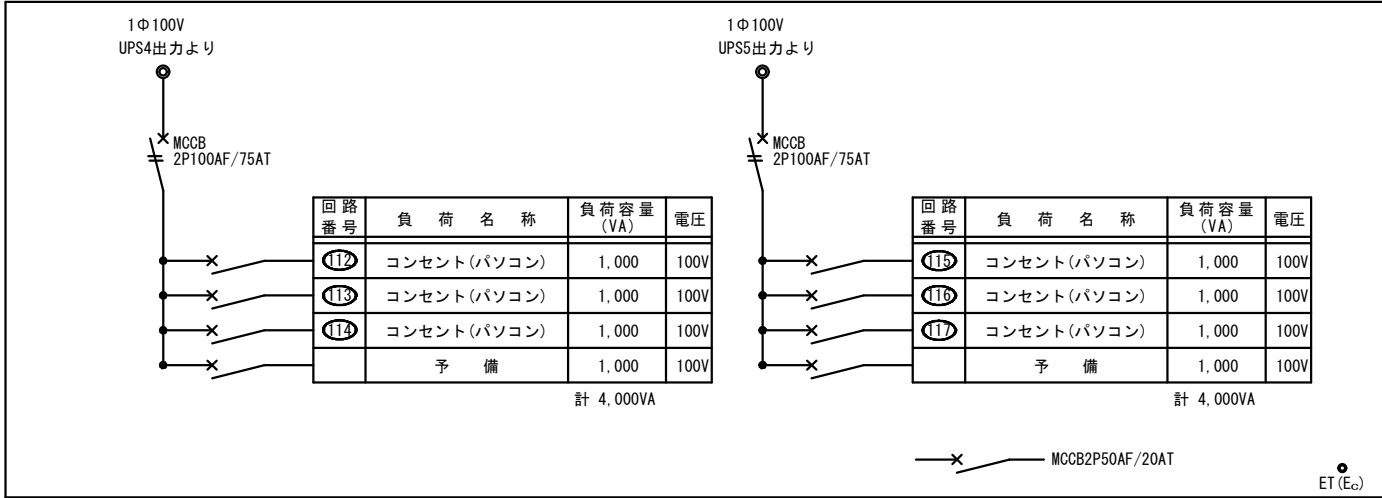 1Φ100V
UPS4出力より
MCCB
2P100AF/75AT
回路番号 負荷名称 負荷容量(VA) 電圧
112 コンセント(パソコン) 1,000 100V
113 コンセント(パソコン) 1,000 100V
114 コンセント(パソコン) 1,000 100V
予備 1,000 100V
計 4,000VA
1Φ100V
UPS5出力より
MCCB
2P100AF/75AT
回路番号 負荷名称 負荷容量(VA) 電圧
115 コンセント(パソコン) 1,000 100V
116 コンセント(パソコン) 1,000 100V
117 コンセント(パソコン) 1,000 100V
予備 1,000 100V
計 4,000VA
MCCB2P50AF/20AT
ET(EC)